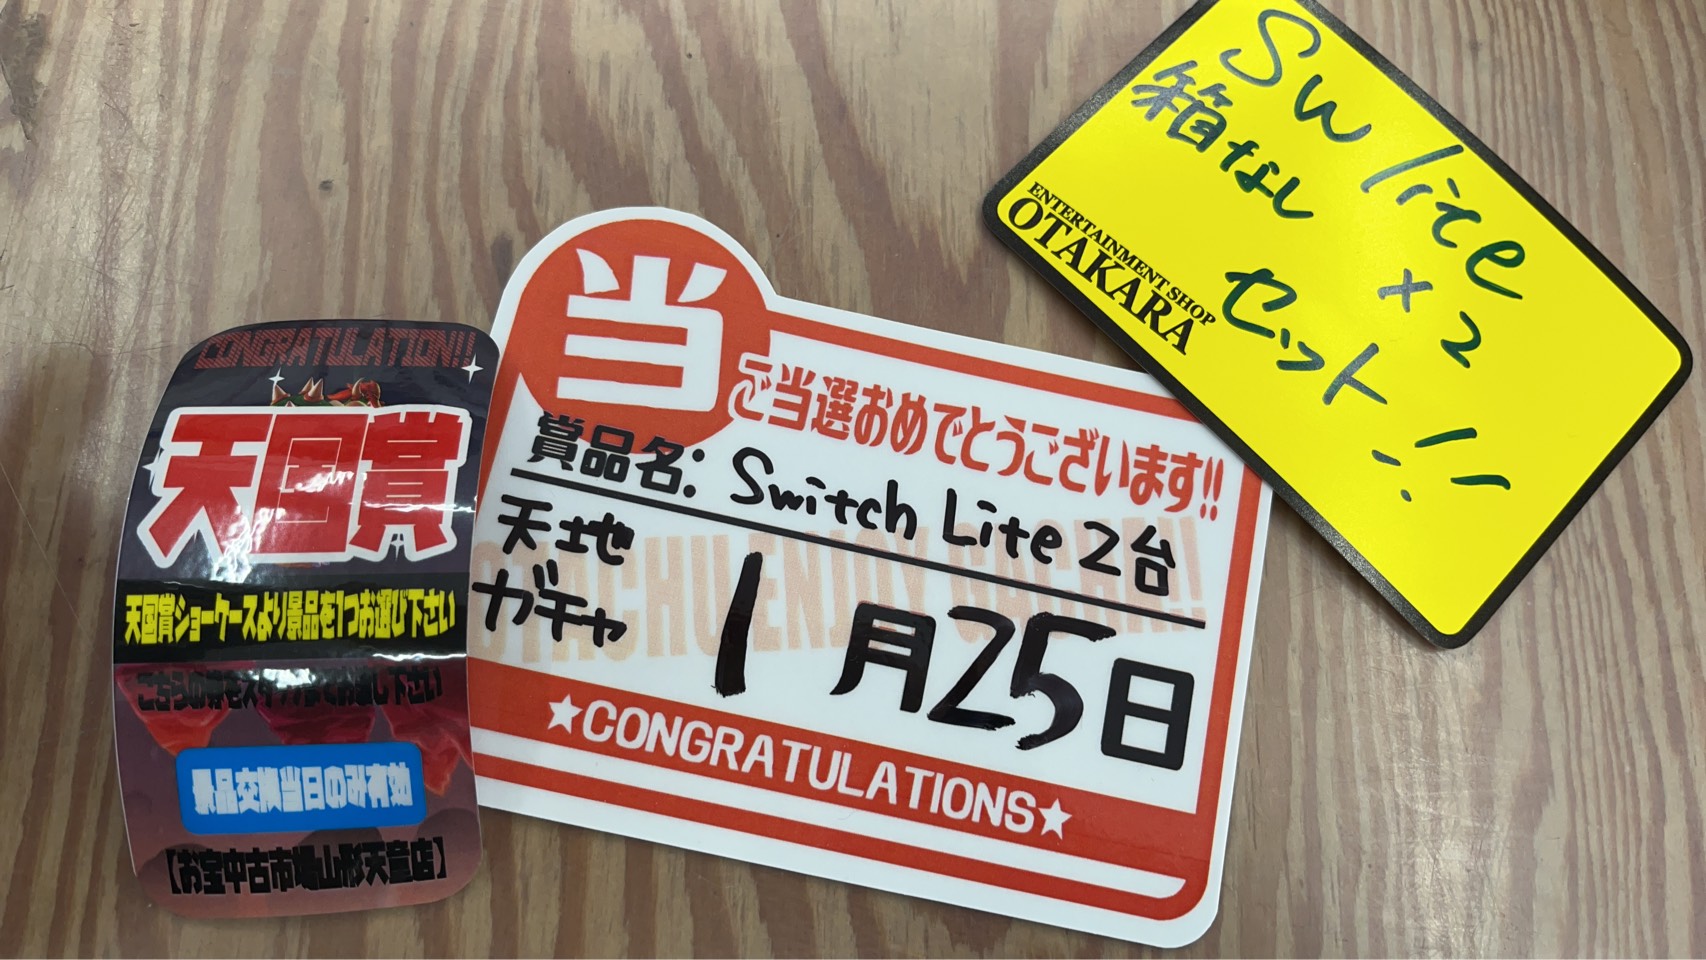 CONGRATULATION!!
天国賞
天国賞ショーケースより景品を1つお選び下さい
景品交換当日のみ有効
【お宝中古市場山形天童店】
当
ご当選おめでとうございます!!
賞品名: Switch Lite 2台
天地
ガチャ
1月25日
★CONGRATULATIONS★
Sw lite
×2
箱なし
セット!!
ENTERTAINMENT SHOP
OTAKARA